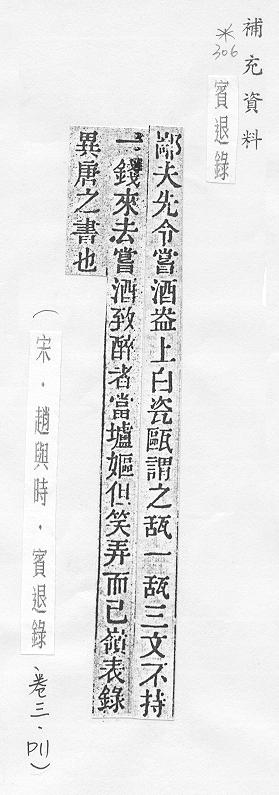 補充資料
*306
賓退錄
鄙夫先令嘗酒盎上白瓷甌謂之㼛一㼛三文不持
一錢來去嘗酒致醉者當壚嫗但笑弄而已嶺表錄
異唐之書也
(宋.趙與時.賓退錄、卷三.P11)